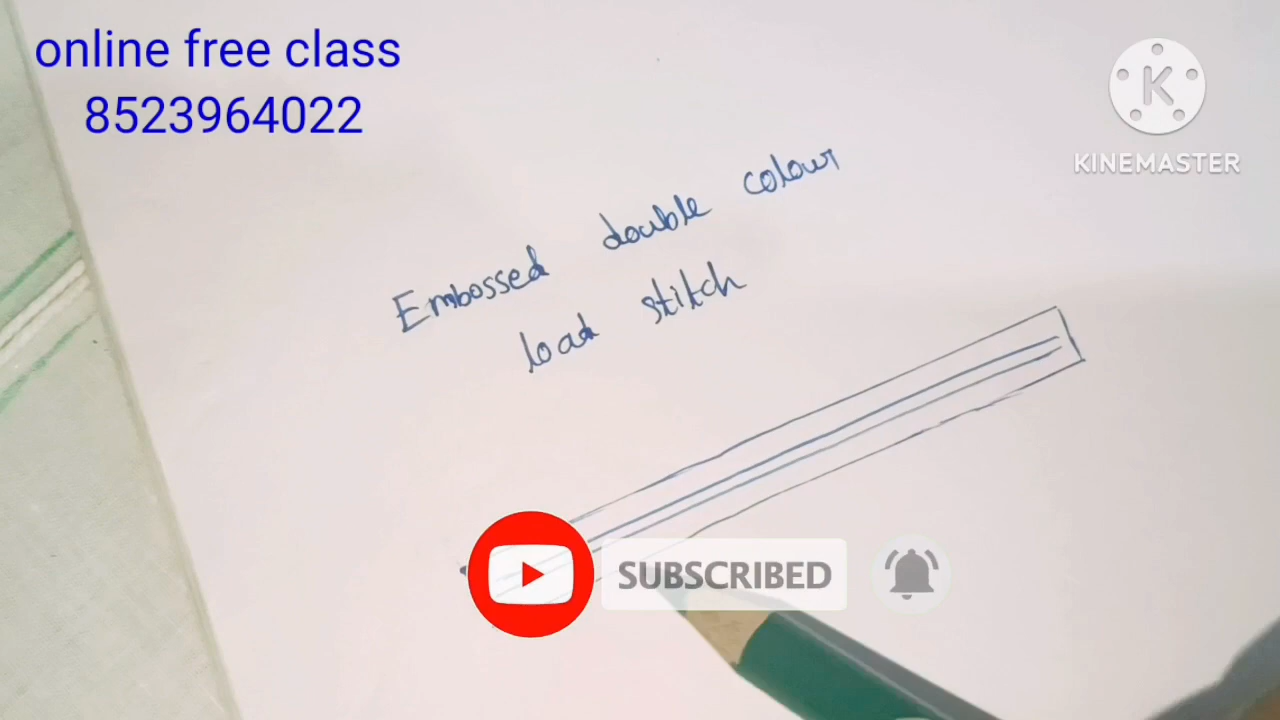 online free class
8523964022
K
KINEMASTER
Embossed double colour
load stitch
SUBSCRIBED